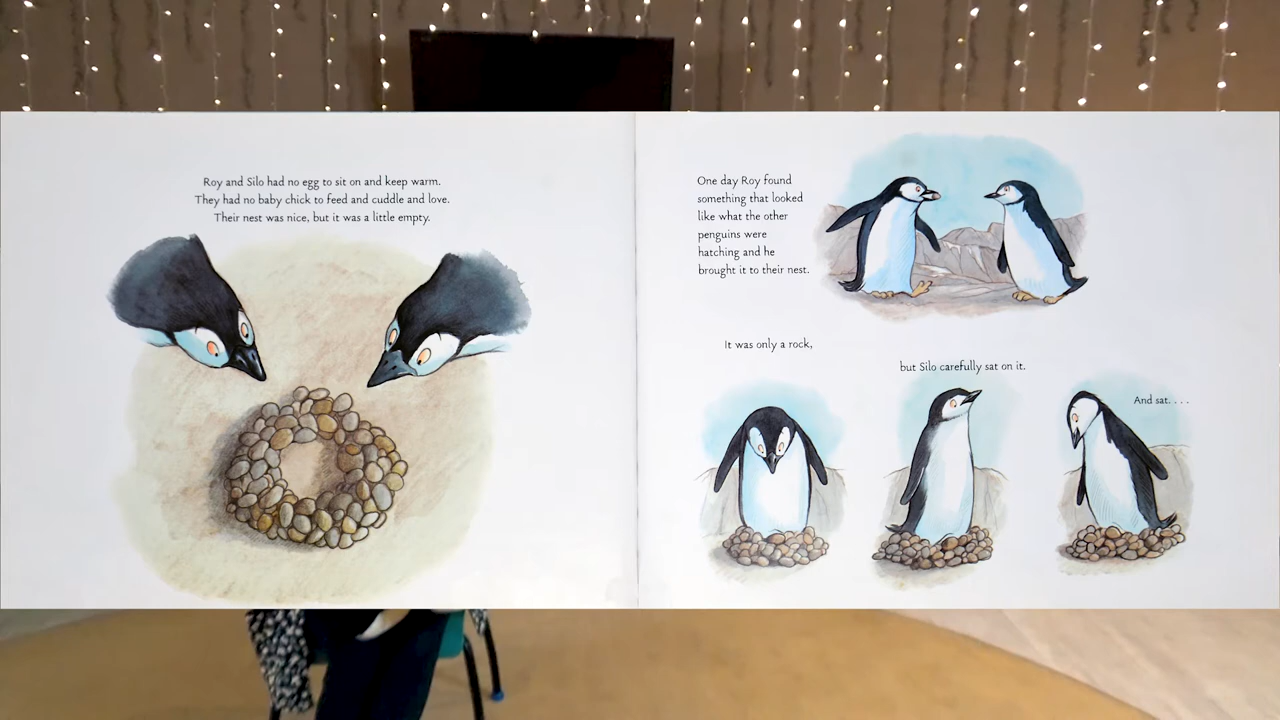 Roy and Silo had no egg to sit on and keep warm.
They had no baby chick to feed and cuddle and love.
Their nest was nice, but it was a little empty.
One day Roy found
something that looked
like what the other
penguins were
hatching and he
brought it to their nest.
It was only a rock,
but Silo carefully sat on it.
And sat. . . .